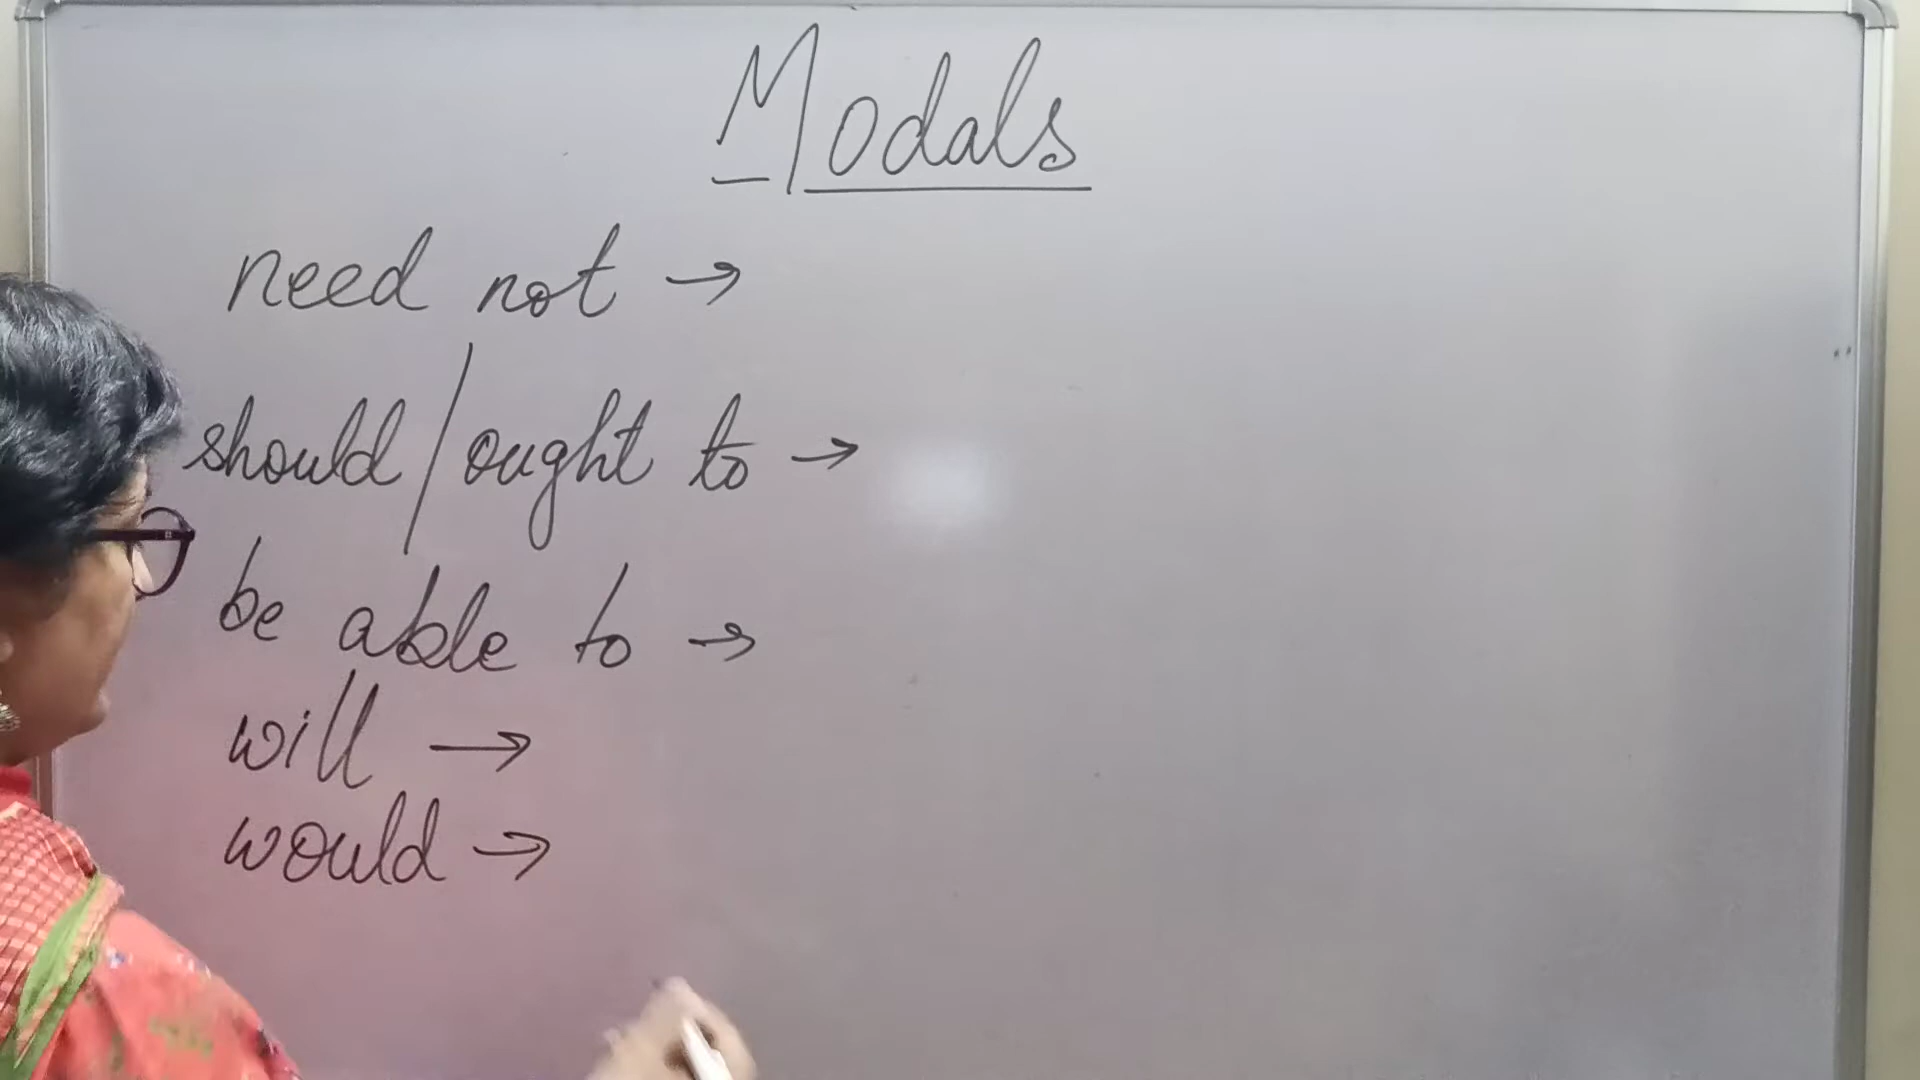 Modals
need not →
should/ought to →
be able to →
will →
would →